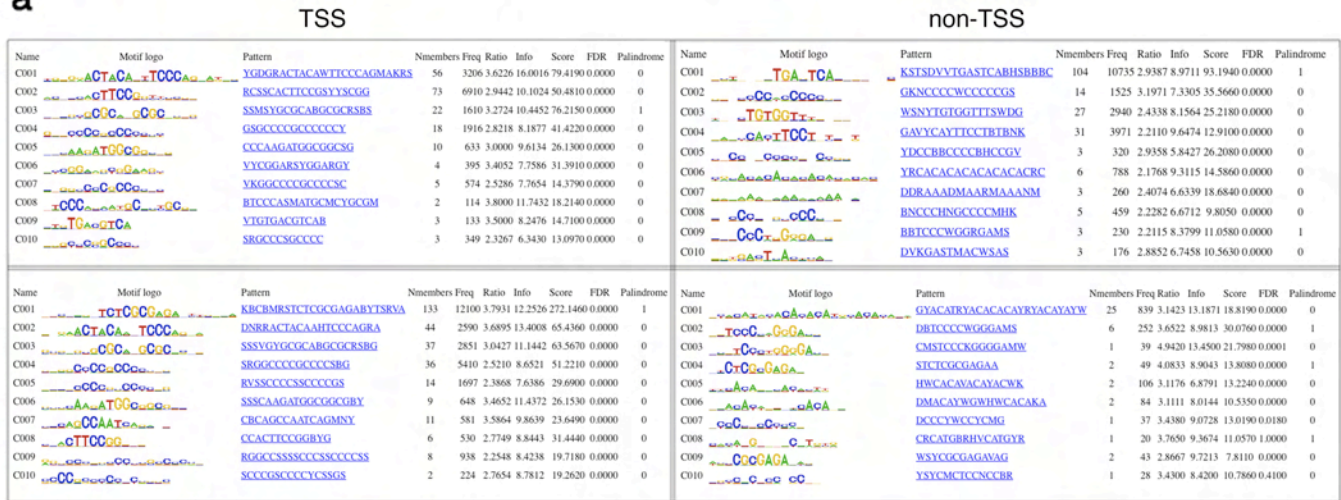 a
TSS
non-TSS
Name Motif logo Pattern Nmembers Freq Ratio Info Score FDR Palindrome
C001 YGDGRACTACAWTTCCCAGMAKRS 56 3206 3.6226 16.0016 79.4190 0.0000 0
C002 RCSSCACTTCCGSYYSCGG 73 6910 2.9442 10.1024 50.4810 0.0000 0
C003 SSMSYGCGCABGCGCRSBS 22 1610 3.2724 10.4452 76.2150 0.0000 1
C004 GSGCCCCGCCCCCCY 18 1916 2.8218 8.1877 41.4220 0.0000 0
C005 CCCAAGATGGCGGCSG 10 633 3.0000 9.6134 26.1300 0.0000 0
C006 VYCGGARSYGGARGY 4 395 3.4052 7.7586 31.3910 0.0000 0
C007 VKGGCCCCGCCCCSC 5 574 2.5286 7.7654 14.3790 0.0000 0
C008 BTCCCASMATGCMCYGCGM 2 114 3.8000 11.7432 18.2140 0.0000 0
C009 VTGTGACGTCAB 3 133 3.5000 8.2476 14.7100 0.0000 0
C010 SRGCCCSGCCCC 3 349 2.3267 6.3430 13.0970 0.0000 0
Name Motif logo Pattern Nmembers Freq Ratio Info Score FDR Palindrome
C001 KSTSDVVTGASTCABHSBBBC 104 10735 2.9387 8.9711 93.1940 0.0000 1
C002 GKNCCCCWCCCCCGS 14 1525 3.1971 7.3305 35.5660 0.0000 0
C003 WSNYTGTGGTTTSWDG 27 2940 2.4338 8.1564 25.2180 0.0000 0
C004 GAVYCAYTTCCTBTBNK 31 3971 2.2110 9.6474 12.9100 0.0000 0
C005 YDCCBBCCCCBHCCGV 3 320 2.9358 5.8427 26.2080 0.0000 0
C006 YRCACACACACACACACRC 6 788 2.1768 9.3115 14.5860 0.0000 0
C007 DDRAAADMAARMAAANM 3 260 2.4074 6.6339 18.6840 0.0000 0
C008 BNCCCHNGCCCCMHK 5 459 2.2282 6.6712 9.8050 0.0000 0
C009 BBTCCCWGGRGAMS 3 230 2.2115 8.3799 11.0580 0.0000 1
C010 DVKGASTMACWSAS 3 176 2.8852 6.7458 10.5630 0.0000 0
Name Motif logo Pattern Nmembers Freq Ratio Info Score FDR Palindrome
C001 KBCBMRSTCTCGCGAGABYTSRVA 133 12100 3.7931 12.2526 272.1460 0.0000 1
C002 DNRRACTACAAHTCCCAGRA 44 2590 3.6895 13.4008 65.4360 0.0000 0
C003 SSSVGYGCGCABGCGCRSBG 37 2851 3.0427 11.1442 63.5670 0.0000 0
C004 SRGGCCCCGCCCCSBG 36 5410 2.5210 8.6521 51.2210 0.0000 0
C005 RVSSCCCCSSCCCCGS 14 1697 2.3868 7.6386 29.6900 0.0000 0
C006 SSSCAAGATGGCGGCGBY 9 648 3.4652 11.4372 26.1530 0.0000 0
C007 CBCAGCCAATCAGMNY 11 581 3.5864 9.8639 23.6490 0.0000 0
C008 CCACTTCCGGBYG 6 530 2.7749 8.8443 31.4440 0.0000 0
C009 RGGCCSSSSCCCSSCCCCSS 8 938 2.2548 8.4238 19.7180 0.0000 0
C010 SCCCGSCCCCYCSSGS 2 224 2.7654 8.7812 19.2620 0.0000 0
Name Motif logo Pattern Nmembers Freq Ratio Info Score FDR Palindrome
C001 GYACATRYACACACAYRYACAYAYW 25 839 3.1423 13.1871 18.8190 0.0000 0
C002 DBTCCCCWGGGAMS 6 252 3.6522 8.9813 30.0760 0.0000 1
C003 CMSTCCCKGGGGAMW 1 39 4.9420 13.4500 21.7980 0.0001 0
C004 STCTCGCGAGAA 2 49 4.0833 8.9043 13.8080 0.0000 1
C005 HWCACAVACAYACWK 2 106 3.1176 6.8791 13.2240 0.0000 0
C006 DMACAYWGWHWCACAKA 2 84 3.1111 8.0144 10.5350 0.0000 0
C007 DCCCYWCCYCMG 1 37 3.4380 9.0728 13.0190 0.0180 0
C008 CRCATGBRHVCATGYR 1 20 3.7650 9.3674 11.0570 1.0000 1
C009 WSYCGCGAGAVAG 2 43 2.8667 9.7213 7.8110 0.0000 0
C010 YSYCMCTCCNCCBR 1 28 3.4300 8.4200 10.7860 0.4100 0